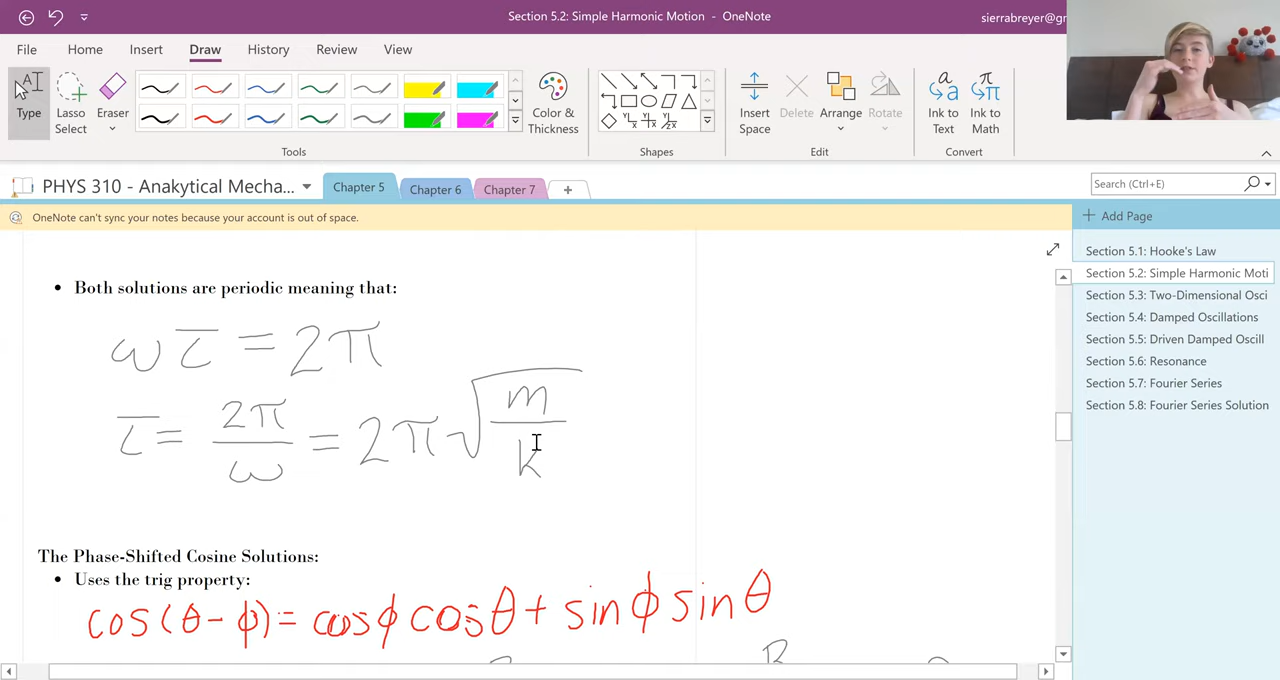 Section 5.2: Simple Harmonic Motion - OneNote
sierrabreyer@gr
File Home Insert Draw History Review View
Type
Lasso Select
Eraser
Color & Thickness
Insert Space
Delete
Arrange
Rotate
a
a
Ink to Text
π
π
Ink to Math
Tools
Shapes
Edit
Convert
PHYS 310 - Anakytical Mecha...
Chapter 5
Chapter 6
Chapter 7
Search (Ctrl+E)
OneNote can't sync your notes because your account is out of space.
Add Page
Section 5.1: Hooke's Law
Section 5.2: Simple Harmonic Moti
Section 5.3: Two-Dimensional Osci
Section 5.4: Damped Oscillations
Section 5.5: Driven Damped Oscill
Section 5.6: Resonance
Section 5.7: Fourier Series
Section 5.8: Fourier Series Solution
• Both solutions are periodic meaning that:
ωτ = 2π
τ = 2π/ω = 2π√(m/k)
The Phase-Shifted Cosine Solutions:
• Uses the trig property:
cos(θ-ϕ) = cosϕ cosθ + sinϕ sinθ